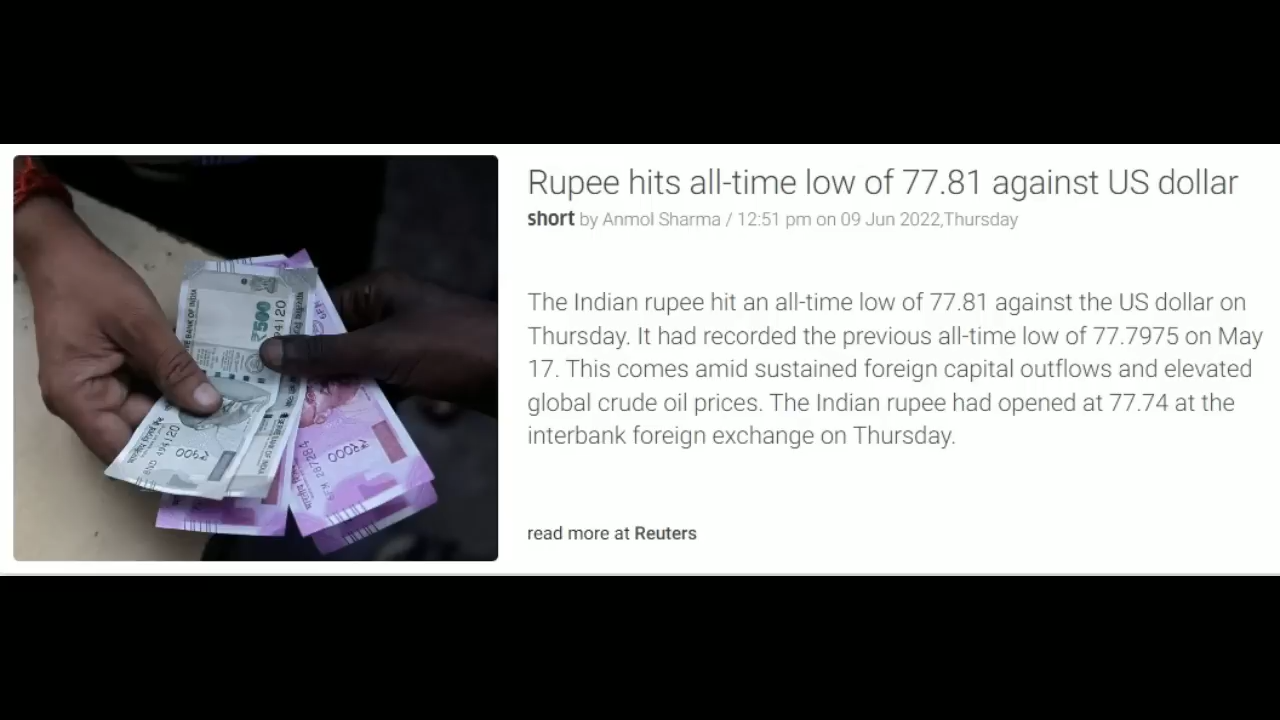 Rupee hits all-time low of 77.81 against US dollar
short by Anmol Sharma / 12:51 pm on 09 Jun 2022,Thursday
The Indian rupee hit an all-time low of 77.81 against the US dollar on
Thursday. It had recorded the previous all-time low of 77.7975 on May
17. This comes amid sustained foreign capital outflows and elevated
global crude oil prices. The Indian rupee had opened at 77.74 at the
interbank foreign exchange on Thursday.
read more at Reuters
₹500
94120